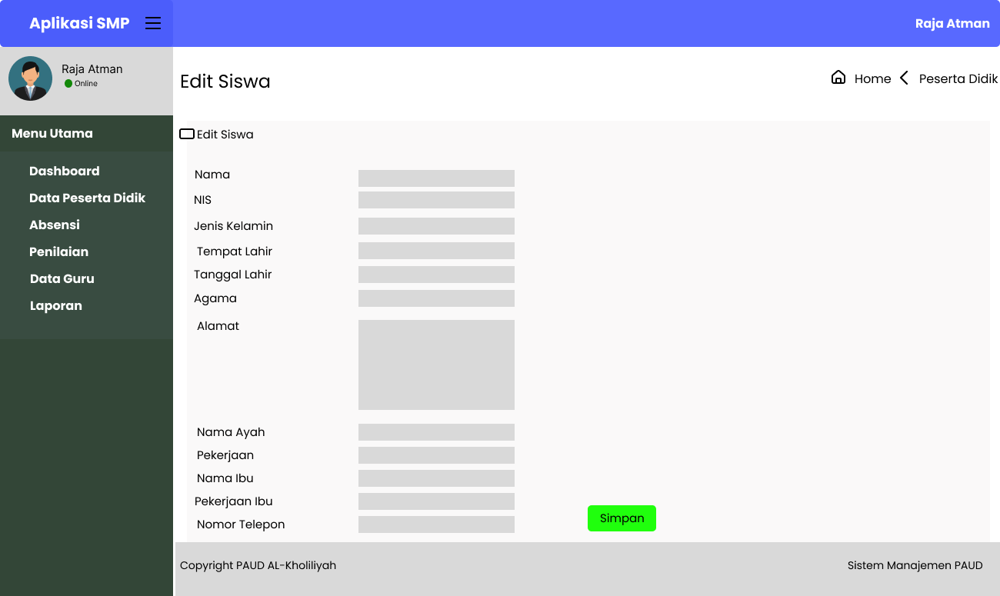 Aplikasi SMP
Raja Atman
Raja Atman
Online
Menu Utama
Dashboard
Data Peserta Didik
Absensi
Penilaian
Data Guru
Laporan
Edit Siswa
Home
Peserta Didik
Edit Siswa
Nama
NIS
Jenis Kelamin
Tempat Lahir
Tanggal Lahir
Agama
Alamat
Nama Ayah
Pekerjaan
Nama Ibu
Pekerjaan Ibu
Nomor Telepon
Simpan
Copyright PAUD AL-Kholiliyah
Sistem Manajemen PAUD